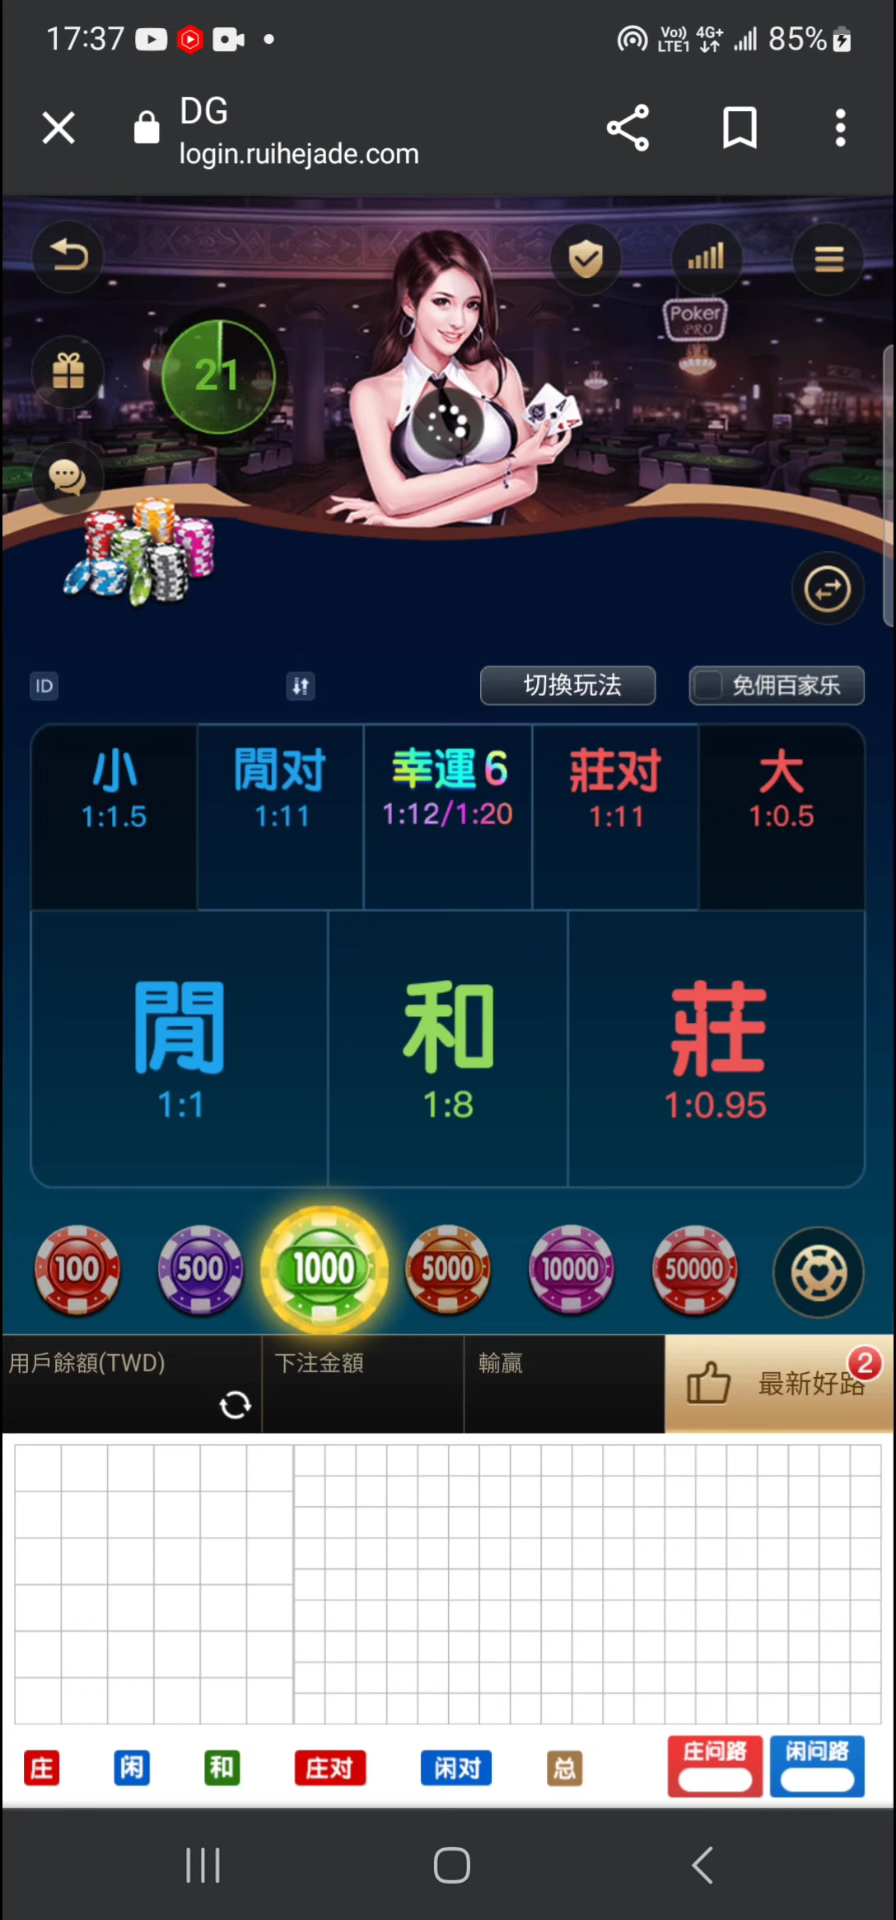 17:37
Vo)) LTE1 4G+ 85%
DG
login.ruihejade.com
Poker
PRO
21
ID
切換玩法
免佣百家乐
小
1:1.5
閒对
1:11
幸運6
1:12/1:20
莊对
1:11
大
1:0.5
閒
1:1
和
1:8
莊
1:0.95
100
500
1000
5000
10000
50000
用戶餘額(TWD)
下注金額
輸贏
最新好路
2
庄
闲
和
庄对
闲对
总
庄问路
闲问路